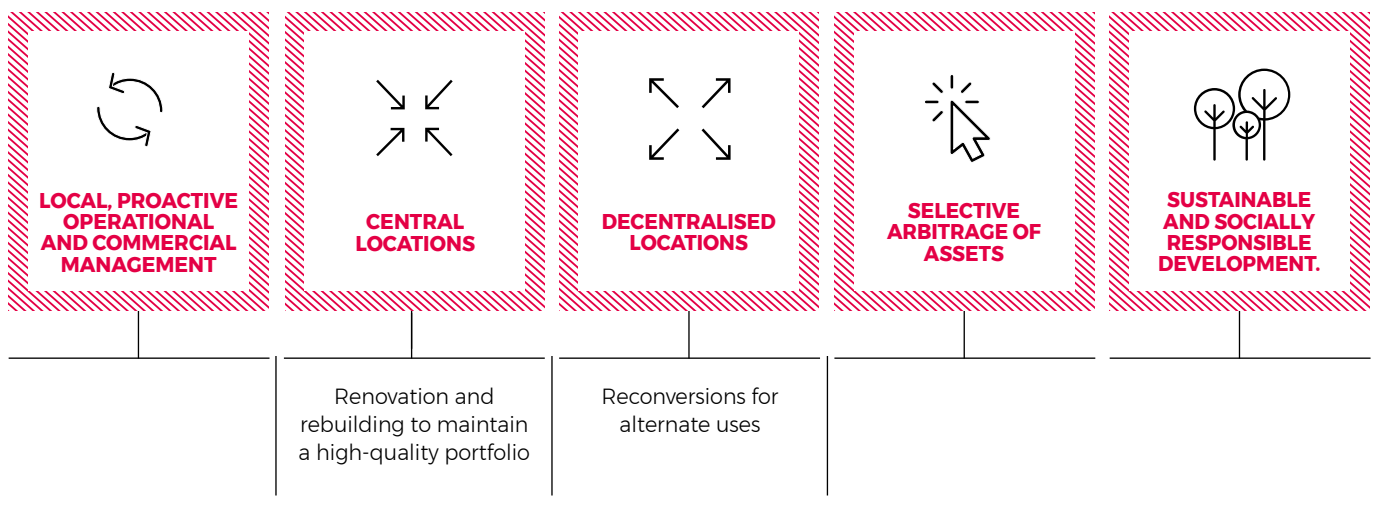 LOCAL, PROACTIVE
OPERATIONAL
AND COMMERCIAL
MANAGEMENT
CENTRAL
LOCATIONS
DECENTRALISED
LOCATIONS
SELECTIVE
ARBITRAGE OF
ASSETS
SUSTAINABLE
AND SOCIALLY
RESPONSIBLE
DEVELOPMENT.
Renovation and
rebuilding to maintain
a high-quality portfolio
Reconversions for
alternate uses